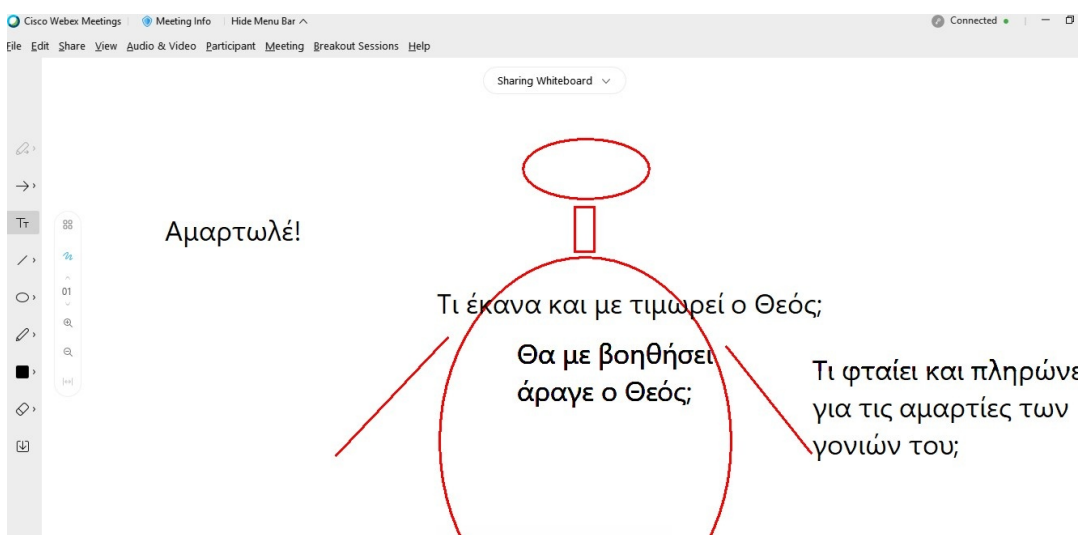 Cisco Webex Meetings
Meeting Info
Hide Menu Bar
Connected
File Edit Share View Audio & Video Participant Meeting Breakout Sessions Help
Sharing Whiteboard
Αμαρτωλέ!
01
Τι έκανα και με τιμωρεί ο Θεός;
Θα με βοηθήσει
άραγε ο Θεός;
Τι φταίει και πληρώνε
για τις αμαρτίες των
γονιών του;